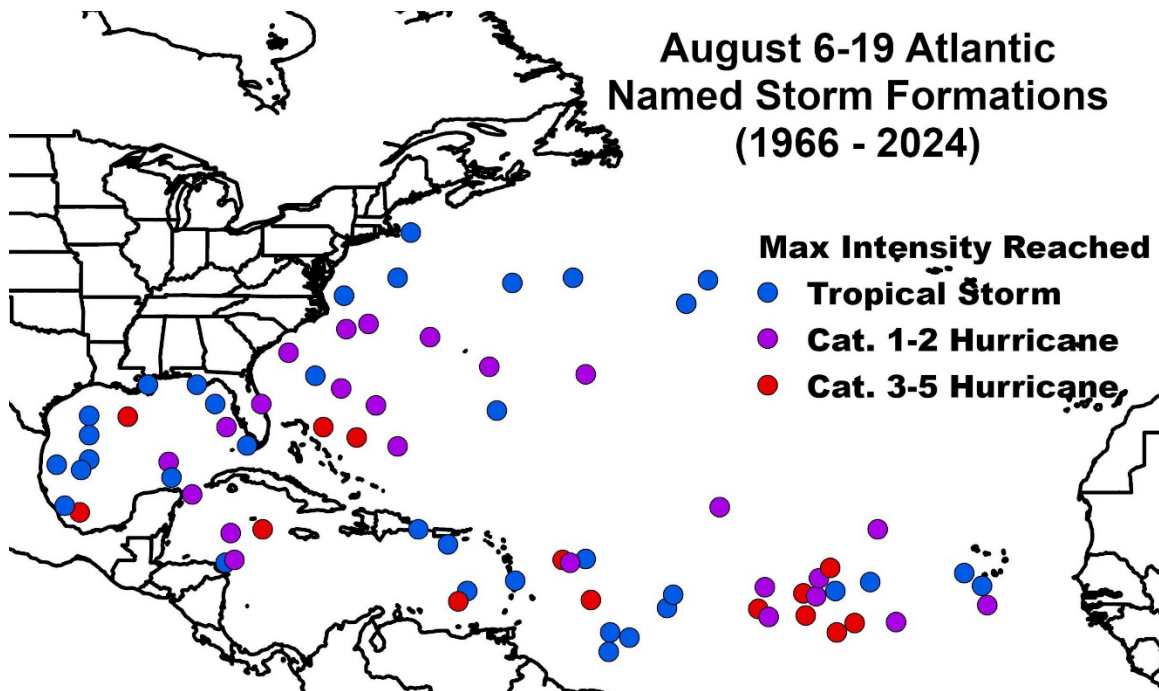 August 6-19 Atlantic
Named Storm Formations
(1966 - 2024)
Max Intensity Reached
Tropical Storm
Cat. 1-2 Hurricane
Cat. 3-5 Hurricane